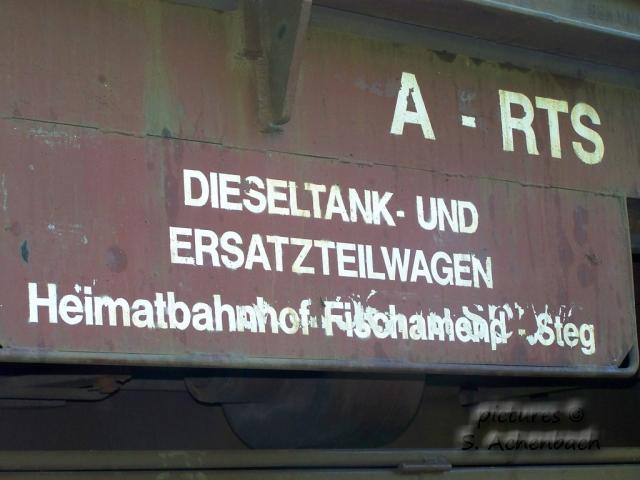 A - RTS
DIESELTANK- UND
ERSATZTEILWAGEN
Heimatbahnhof Fischamend - Steg
pictures ©
S. Achenbach